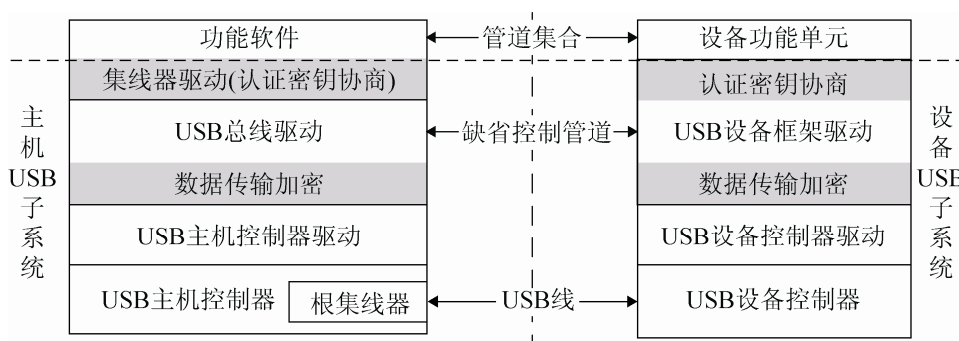 功能软件
管道集合
设备功能单元
集线器驱动(认证密钥协商)
认证密钥协商
主机USB子系统
USB总线驱动
缺省控制管道
USB设备框架驱动
设备USB子系统
数据传输加密
数据传输加密
USB主机控制器驱动
USB设备控制器驱动
USB主机控制器
根集线器
USB线
USB设备控制器